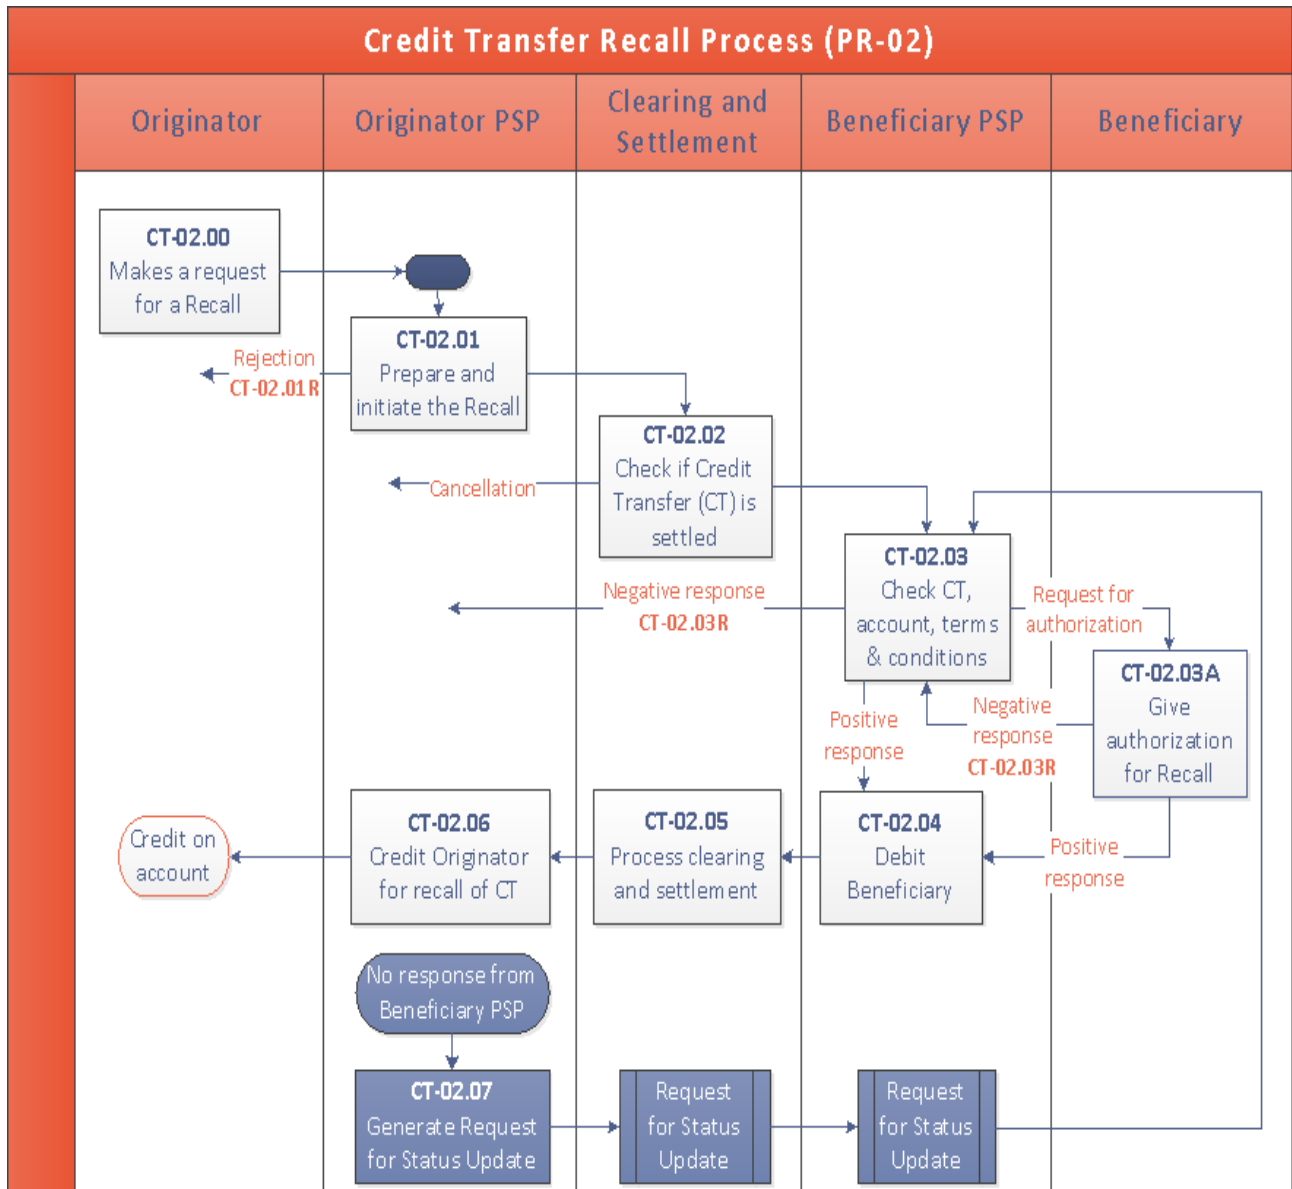 Credit Transfer Recall Process (PR-02)
Originator
Originator PSP
Clearing and
Settlement
Beneficiary PSP
Beneficiary
CT-02.00
Makes a request
for a Recall
CT-02.01
Prepare and
initiate the Recall
Rejection
CT-02.01R
CT-02.02
Check if Credit
Transfer (CT) is
settled
Cancellation
CT-02.03
Check CT,
account, terms
& conditions
Negative response
CT-02.03R
Request for
authorization
CT-02.03A
Give
authorization
for Recall
Negative
response
CT-02.03R
Positive
response
Positive
response
CT-02.04
Debit
Beneficiary
CT-02.05
Process clearing
and settlement
CT-02.06
Credit Originator
for recall of CT
Credit on
account
No response from
Beneficiary PSP
CT-02.07
Generate Request
for Status Update
Request
for Status
Update
Request
for Status
Update